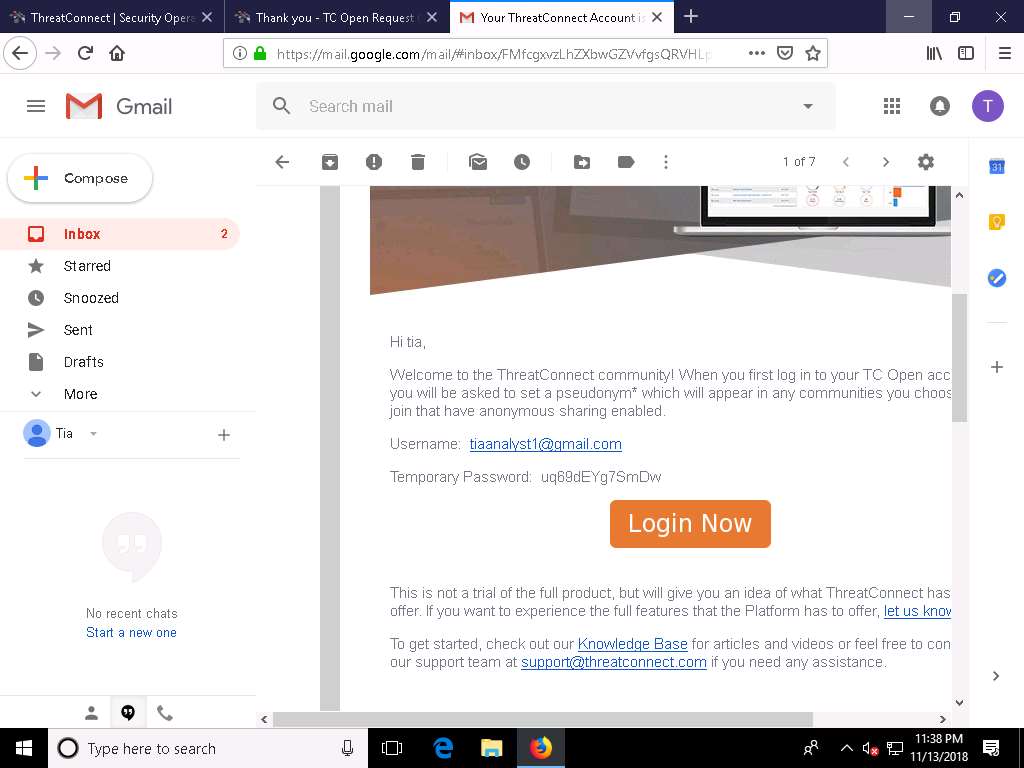 ThreatConnect | Security Opera
Thank you - TC Open Request
Your ThreatConnect Account is
https://mail.google.com/mail/#inbox/FMfcgxvzLhZXbwGZVvfgsQRVHLp
Gmail
Search mail
T
Compose
1 of 7
31
Inbox 2
Starred
Snoozed
Sent
Drafts
More
Tia
No recent chats
Start a new one
Hi tia,
Welcome to the ThreatConnect community! When you first log in to your TC Open acc
you will be asked to set a pseudonym* which will appear in any communities you choos
join that have anonymous sharing enabled.
Username: tiaanalyst1@gmail.com
Temporary Password: uq69dEYg7SmDw
Login Now
This is not a trial of the full product, but will give you an idea of what ThreatConnect has
offer. If you want to experience the full features that the Platform has to offer, let us know
To get started, check out our Knowledge Base for articles and videos or feel free to con
our support team at support@threatconnect.com if you need any assistance.
Type here to search
11:38 PM
11/13/2018